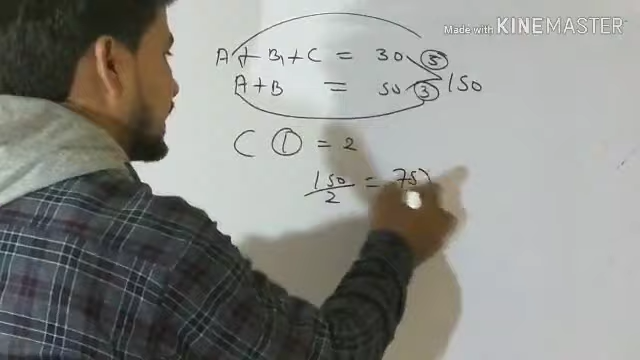 Made with KINEMASTER
A + B + C = 30 5
A + B = 50 3 150
C 1 = 2
150/2 = 75